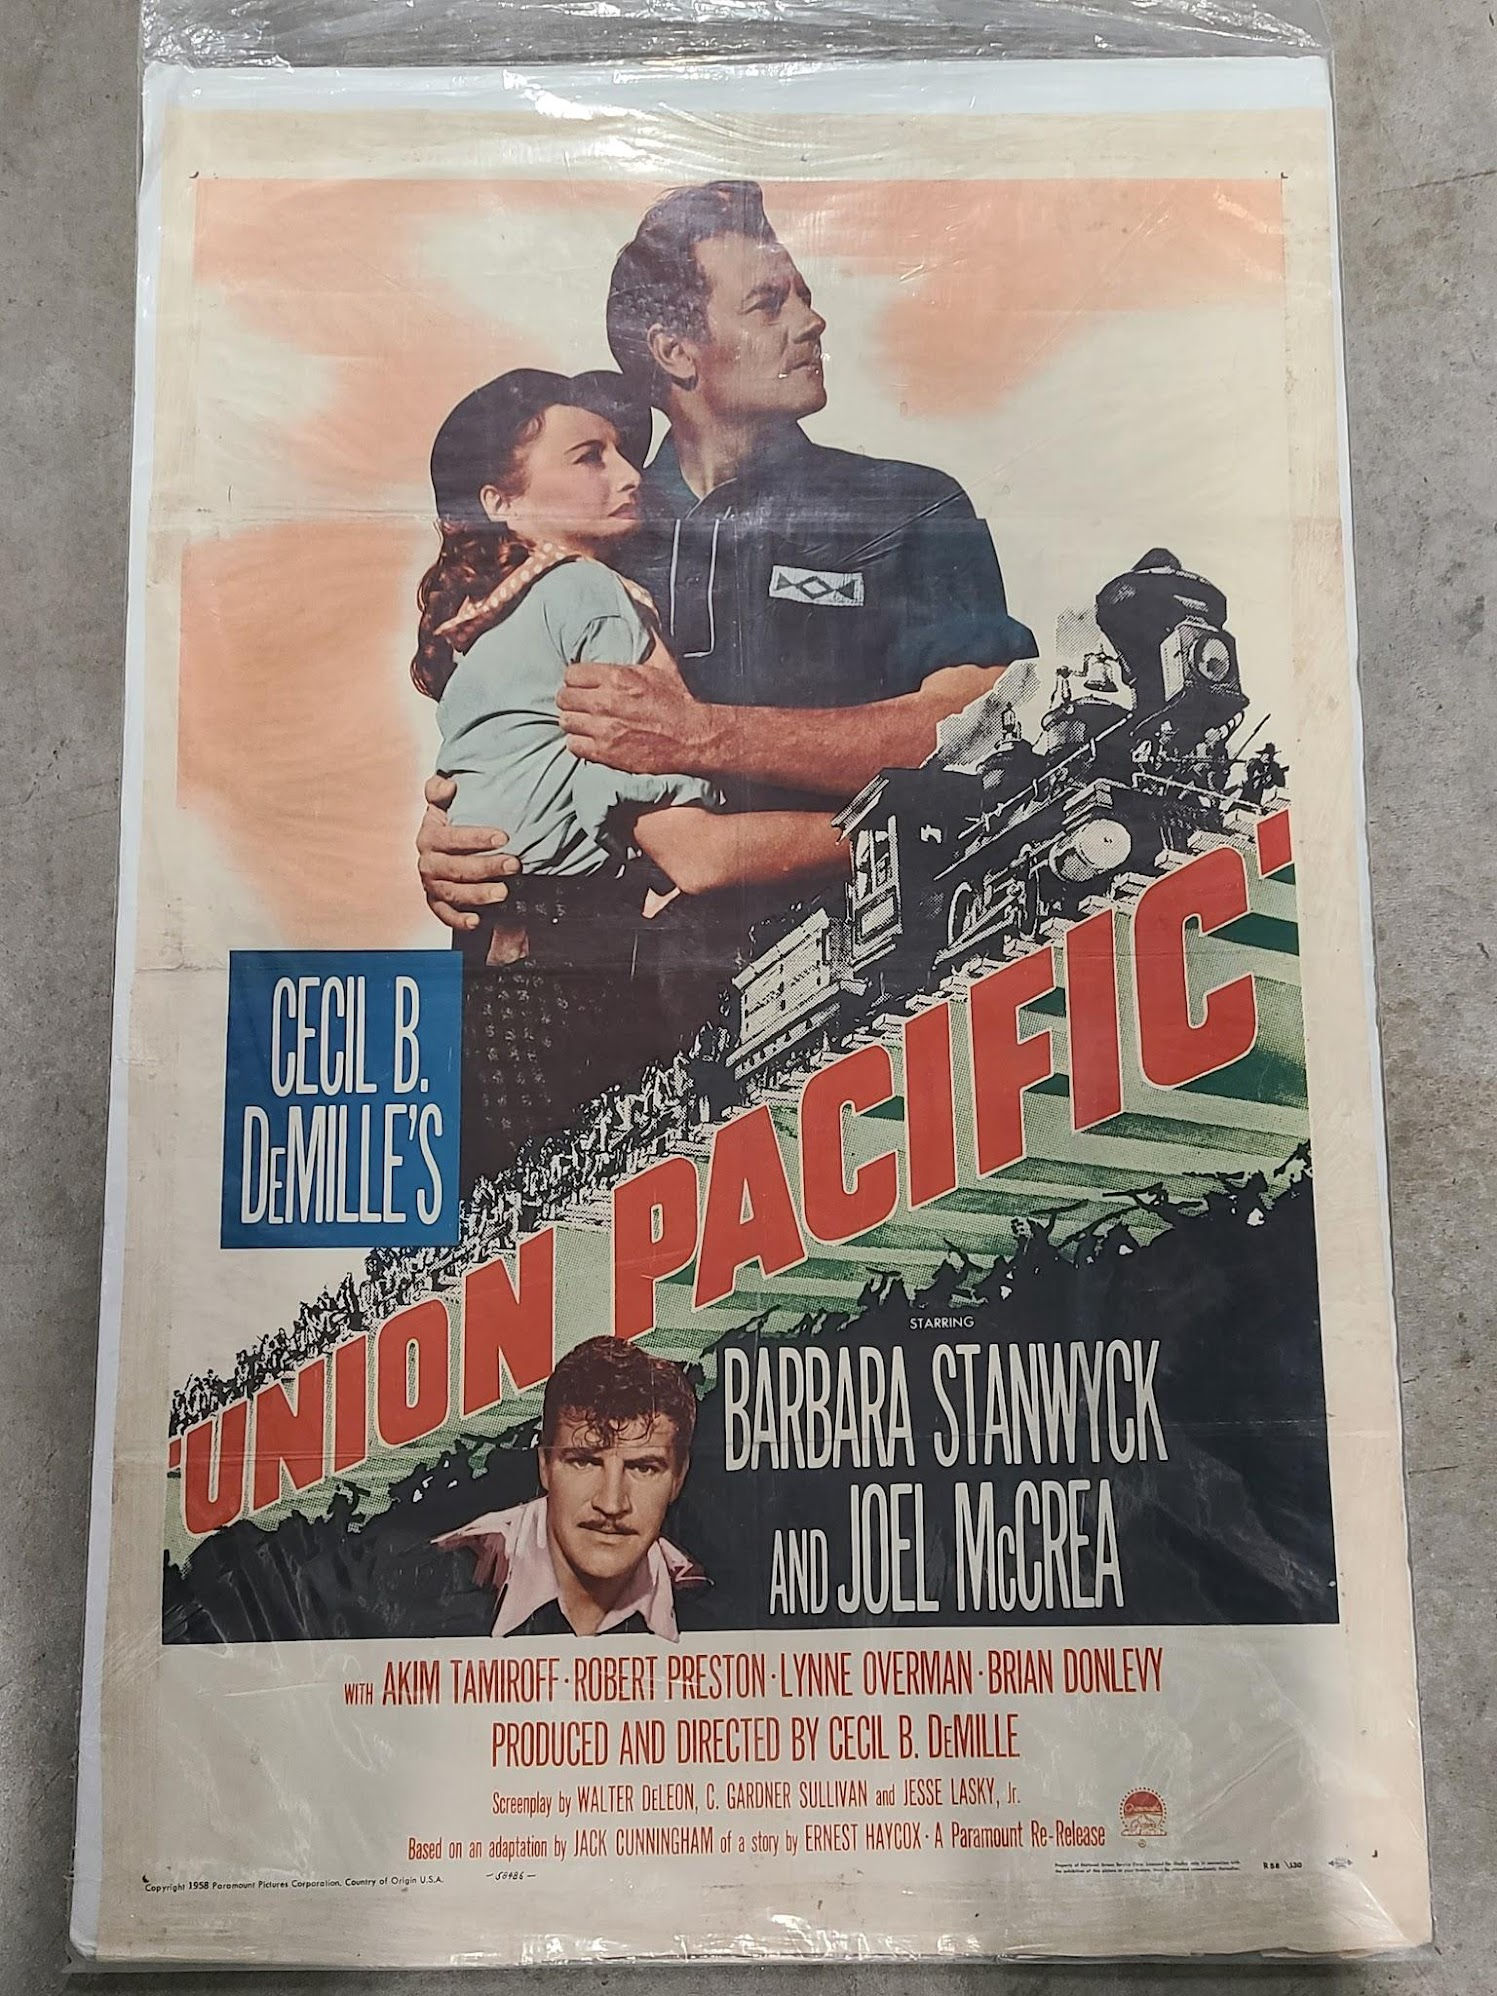 CECIL B.
DEMILLE'S
"UNION PACIFIC"
STARRING
BARBARA STANWYCK
AND JOEL McCREA
WITH AKIM TAMIROFF · ROBERT PRESTON · LYNNE OVERMAN · BRIAN DONLEVY
PRODUCED AND DIRECTED BY CECIL B. DEMILLE
Screenplay by WALTER DELEON, C. GARDNER SULLIVAN and JESSE LASKY, Jr.
Based on an adaptation by JACK CUNNINGHAM of a story by ERNEST HAYCOX · A Paramount Re-Release
Copyright 1958 Paramount Pictures Corporation. Country of Origin U.S.A.
R 58 / 130